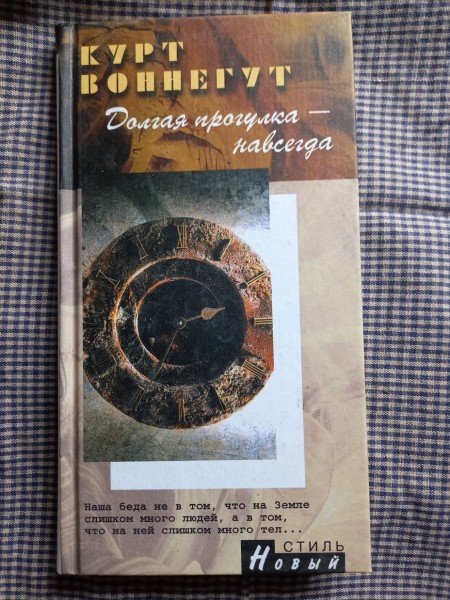 КУРТ
ВОННЕГУТ
Долгая прогулка —
навсегда
Наша беда не в том, что на Земле
слишком много людей, а в том,
что на ней слишком много тел...
СТИЛЬ
Новый